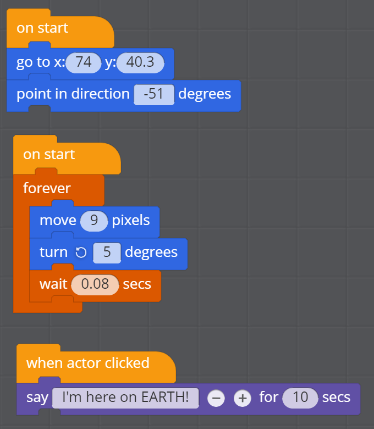 on start
go to x: 74 y: 40.3
point in direction -51 degrees
on start
forever
move 9 pixels
turn 5 degrees
wait 0.08 secs
when actor clicked
say I'm here on EARTH! − + for 10 secs